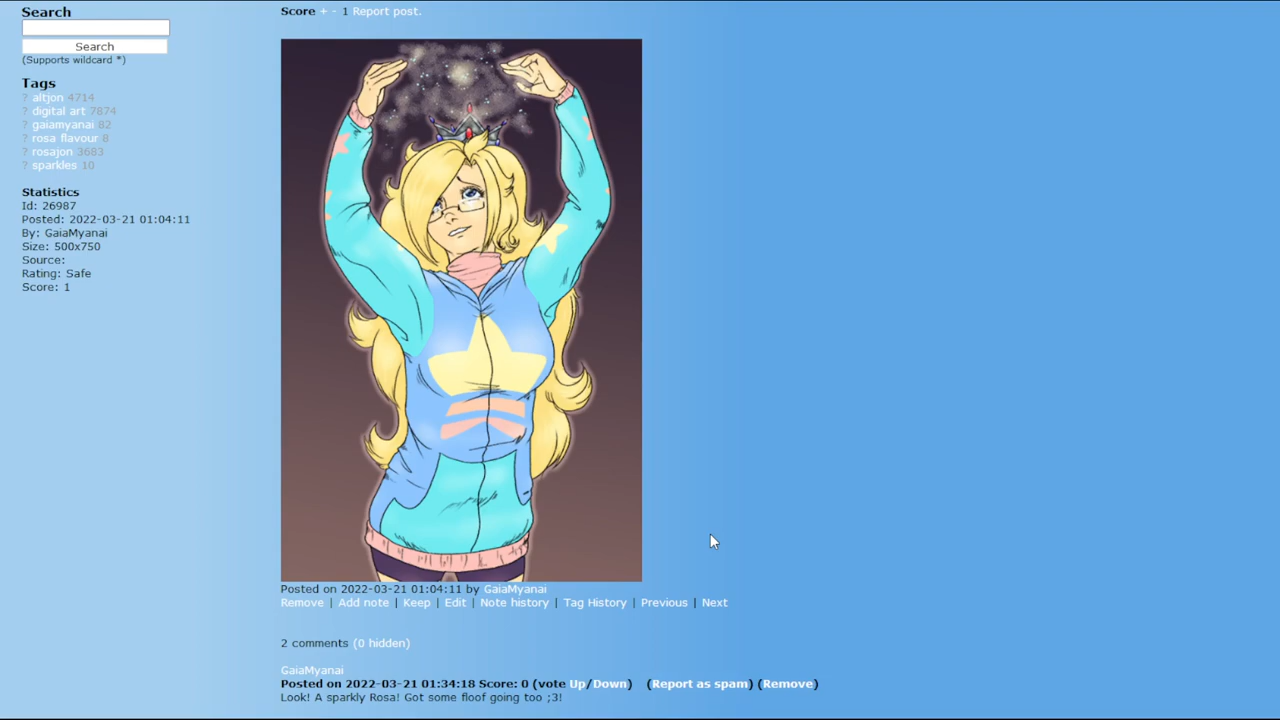 Search
Search
(Supports wildcard *)
Tags
? altjon 4714
? digital art 7874
? gaiamyanai 82
? rosa flavour 8
? rosajon 3683
? sparkles 10
Statistics
Id: 26987
Posted: 2022-03-21 01:04:11
By: GaiaMyanai
Size: 500x750
Source:
Rating: Safe
Score: 1
Score + - 1 Report post.
Posted on 2022-03-21 01:04:11 by GaiaMyanai
Remove | Add note | Keep | Edit | Note history | Tag History | Previous | Next
2 comments (0 hidden)
GaiaMyanai
Posted on 2022-03-21 01:34:18 Score: 0 (vote Up/Down) (Report as spam) (Remove)
Look! A sparkly Rosa! Got some floof going too ;3!